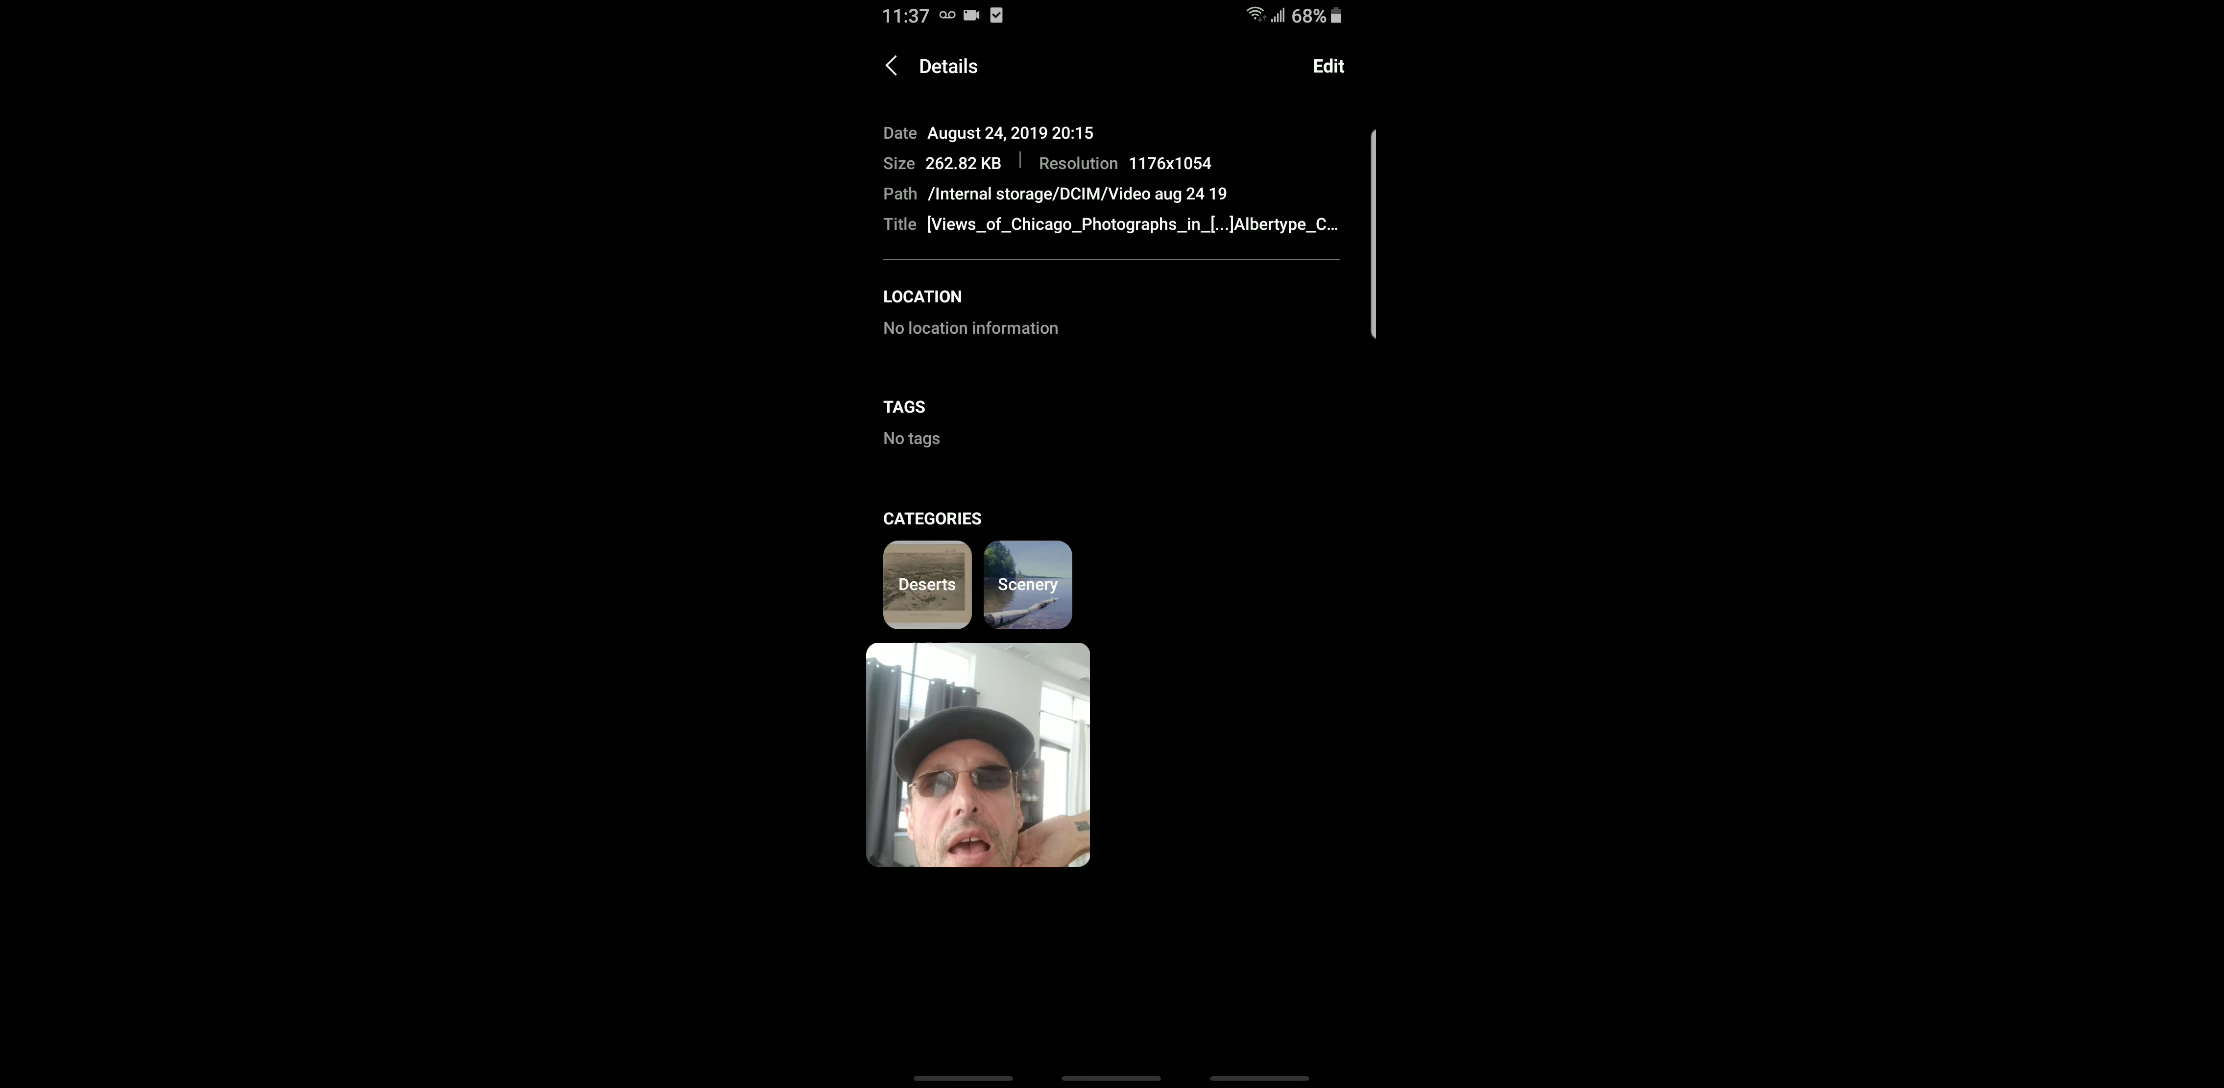 11:37 68%
Details Edit
Date August 24, 2019 20:15
Size 262.82 KB | Resolution 1176x1054
Path /Internal storage/DCIM/Video aug 24 19
Title [Views_of_Chicago_Photographs_in_[...]Albertype_C...
LOCATION
No location information
TAGS
No tags
CATEGORIES
Deserts Scenery